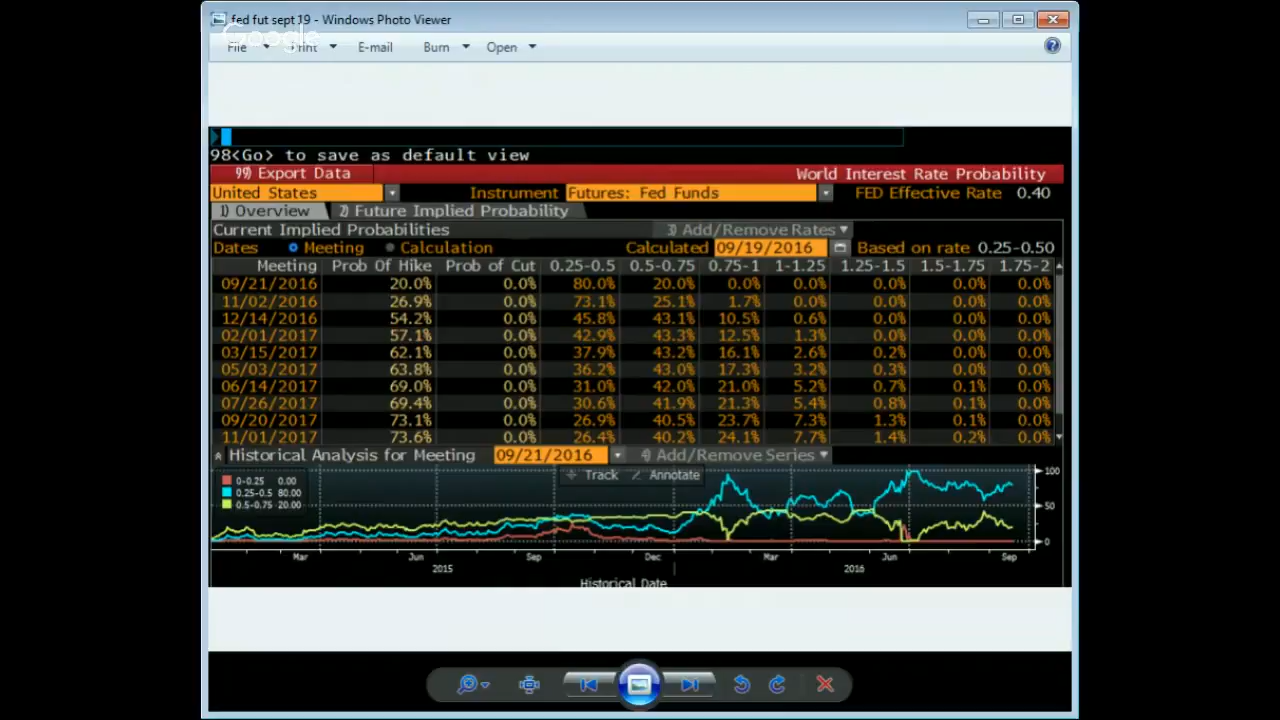 fed fut sept 19 - Windows Photo Viewer
Google
File Print E-mail Burn Open
98<Go> to save as default view
99) Export Data World Interest Rate Probability
United States Instrument Futures: Fed Funds FED Effective Rate 0.40
1) Overview 2) Future Implied Probability
Current Implied Probabilities 3) Add/Remove Rates
Dates Meeting Calculation Calculated 09/19/2016 Based on rate 0.25-0.50
Meeting Prob Of Hike Prob of Cut 0.25-0.5 0.5-0.75 0.75-1 1-1.25 1.25-1.5 1.5-1.75 1.75-2
09/21/2016 20.0% 0.0% 80.0% 20.0% 0.0% 0.0% 0.0% 0.0% 0.0%
11/02/2016 26.9% 0.0% 73.1% 25.1% 1.7% 0.0% 0.0% 0.0% 0.0%
12/14/2016 54.2% 0.0% 45.8% 43.1% 10.5% 0.6% 0.0% 0.0% 0.0%
02/01/2017 57.1% 0.0% 42.9% 43.3% 12.5% 1.3% 0.0% 0.0% 0.0%
03/15/2017 62.1% 0.0% 37.9% 43.2% 16.1% 2.6% 0.2% 0.0% 0.0%
05/03/2017 63.8% 0.0% 36.2% 43.0% 17.3% 3.2% 0.3% 0.0% 0.0%
06/14/2017 69.0% 0.0% 31.0% 42.0% 21.0% 5.2% 0.7% 0.1% 0.0%
07/26/2017 69.4% 0.0% 30.6% 41.9% 21.3% 5.4% 0.8% 0.1% 0.0%
09/20/2017 73.1% 0.0% 26.9% 40.5% 23.7% 7.3% 1.3% 0.1% 0.0%
11/01/2017 73.6% 0.0% 26.4% 40.2% 24.1% 7.7% 1.4% 0.2% 0.0%
Historical Analysis for Meeting 09/21/2016 4) Add/Remove Series
Track Annotate
0-0.25 0.00
0.25-0.5 80.00
0.5-0.75 20.00
100
50
0
Mar Jun Sep Dec Mar Jun Sep
2015 2016
Historical Date